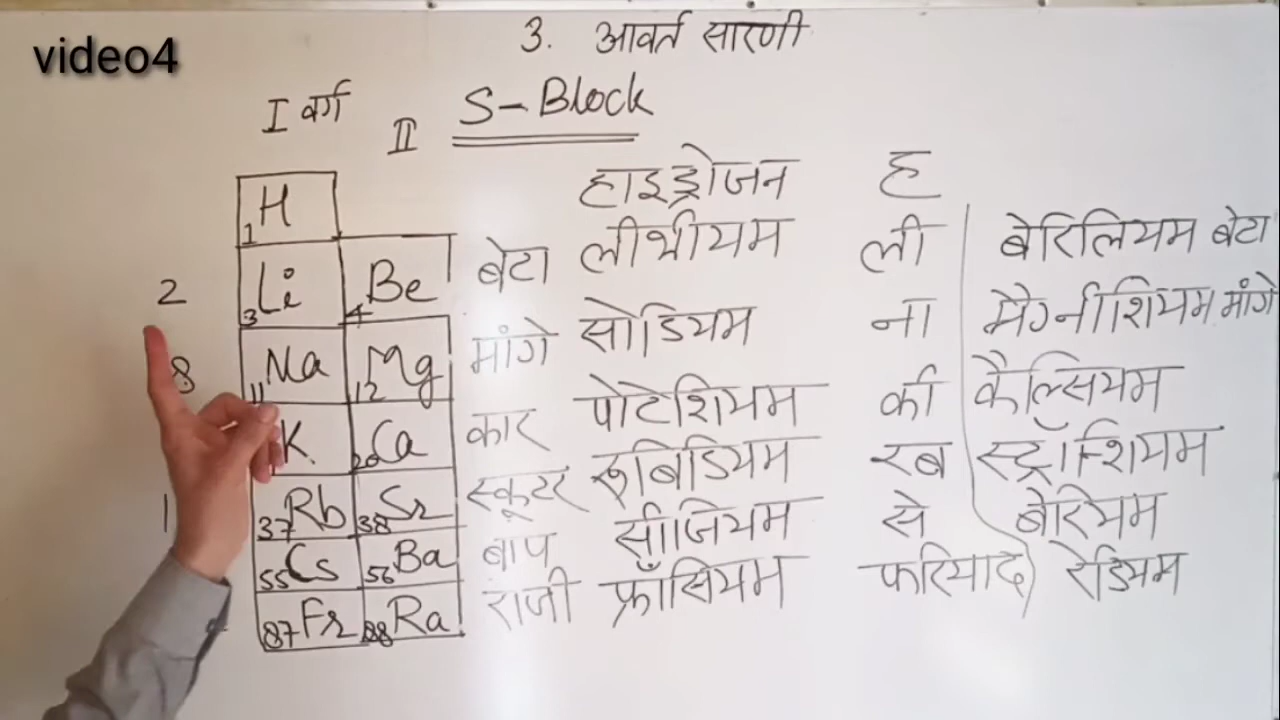 video4
3. आवर्त सारणी
I वर्ग II S-Block
1 H हाइड्रोजन ह
2 3 Li 4 Be बेटा लीथीयम ली बेरिलियम बेटा
8 11 Na 12 Mg मांगे सोडियम ना मैग्नीशियम मांगे
K 20 Ca कार पोटेशियम की कैल्सियम
1 37 Rb 38 Sr स्कूटर रूबिडियम रब स्ट्रॉन्शियम
55 Cs 56 Ba बाप सीजियम से बेरियम
87 Fr 88 Ra राजी फ्रॉसियम फरियाद रेडियम